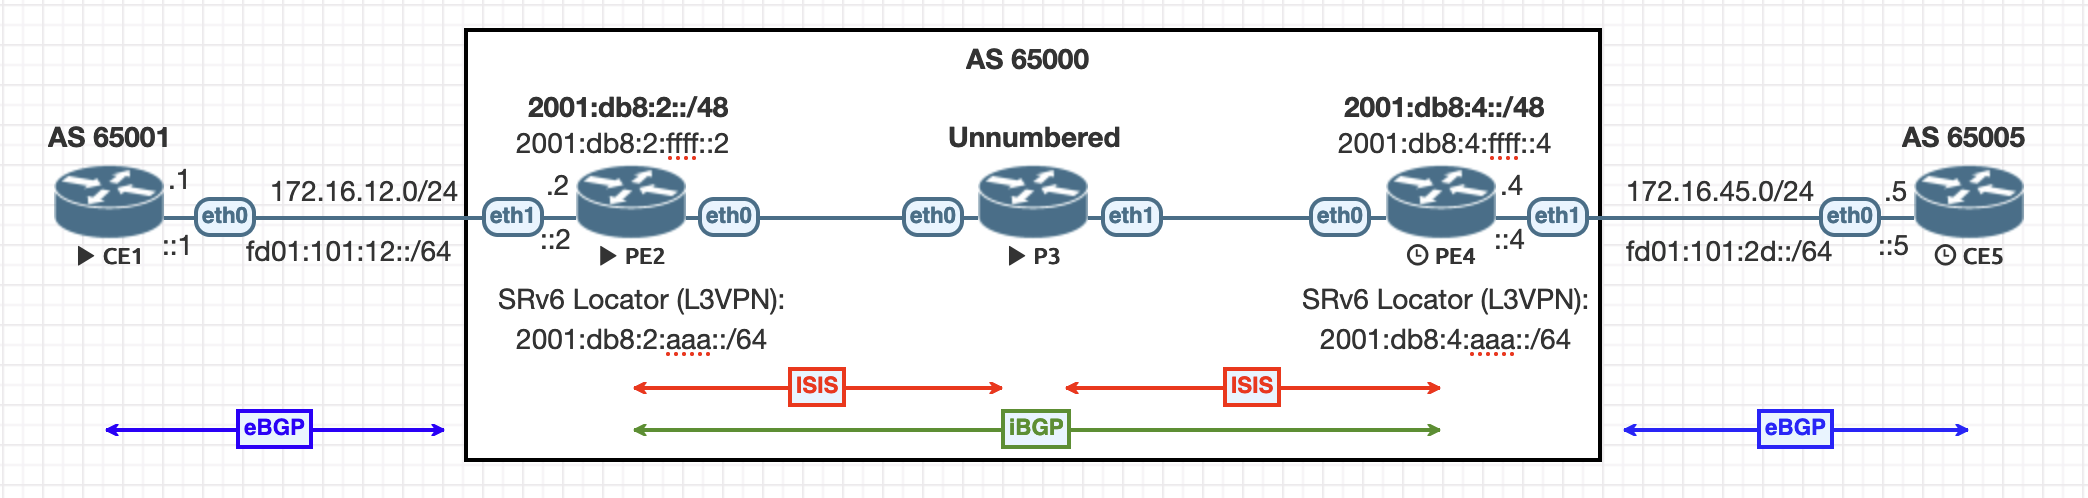 AS 65000
2001:db8:2::/48
2001:db8:4::/48
2001:db8:2:ffff::2
Unnumbered
2001:db8:4:ffff::4
AS 65001
AS 65005
.1
172.16.12.0/24
.2
.4
172.16.45.0/24
.5
eth0
eth1
eth0
eth0
eth1
eth0
eth1
eth0
::1
fd01:101:12::/64
::2
::4
fd01:101:2d::/64
::5
CE1
PE2
P3
PE4
CE5
SRv6 Locator (L3VPN):
2001:db8:2:aaa::/64
SRv6 Locator (L3VPN):
2001:db8:4:aaa::/64
ISIS
ISIS
eBGP
iBGP
eBGP